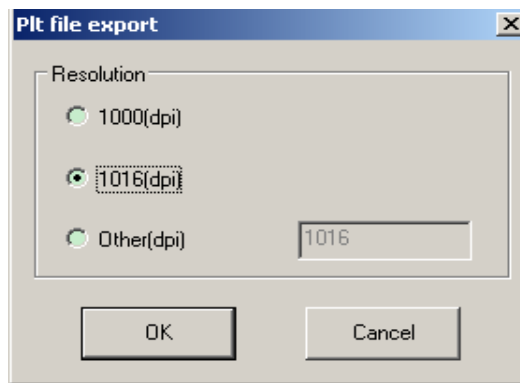 Plt file export
Resolution
1000(dpi)
1016(dpi)
Other(dpi) 1016
OK Cancel